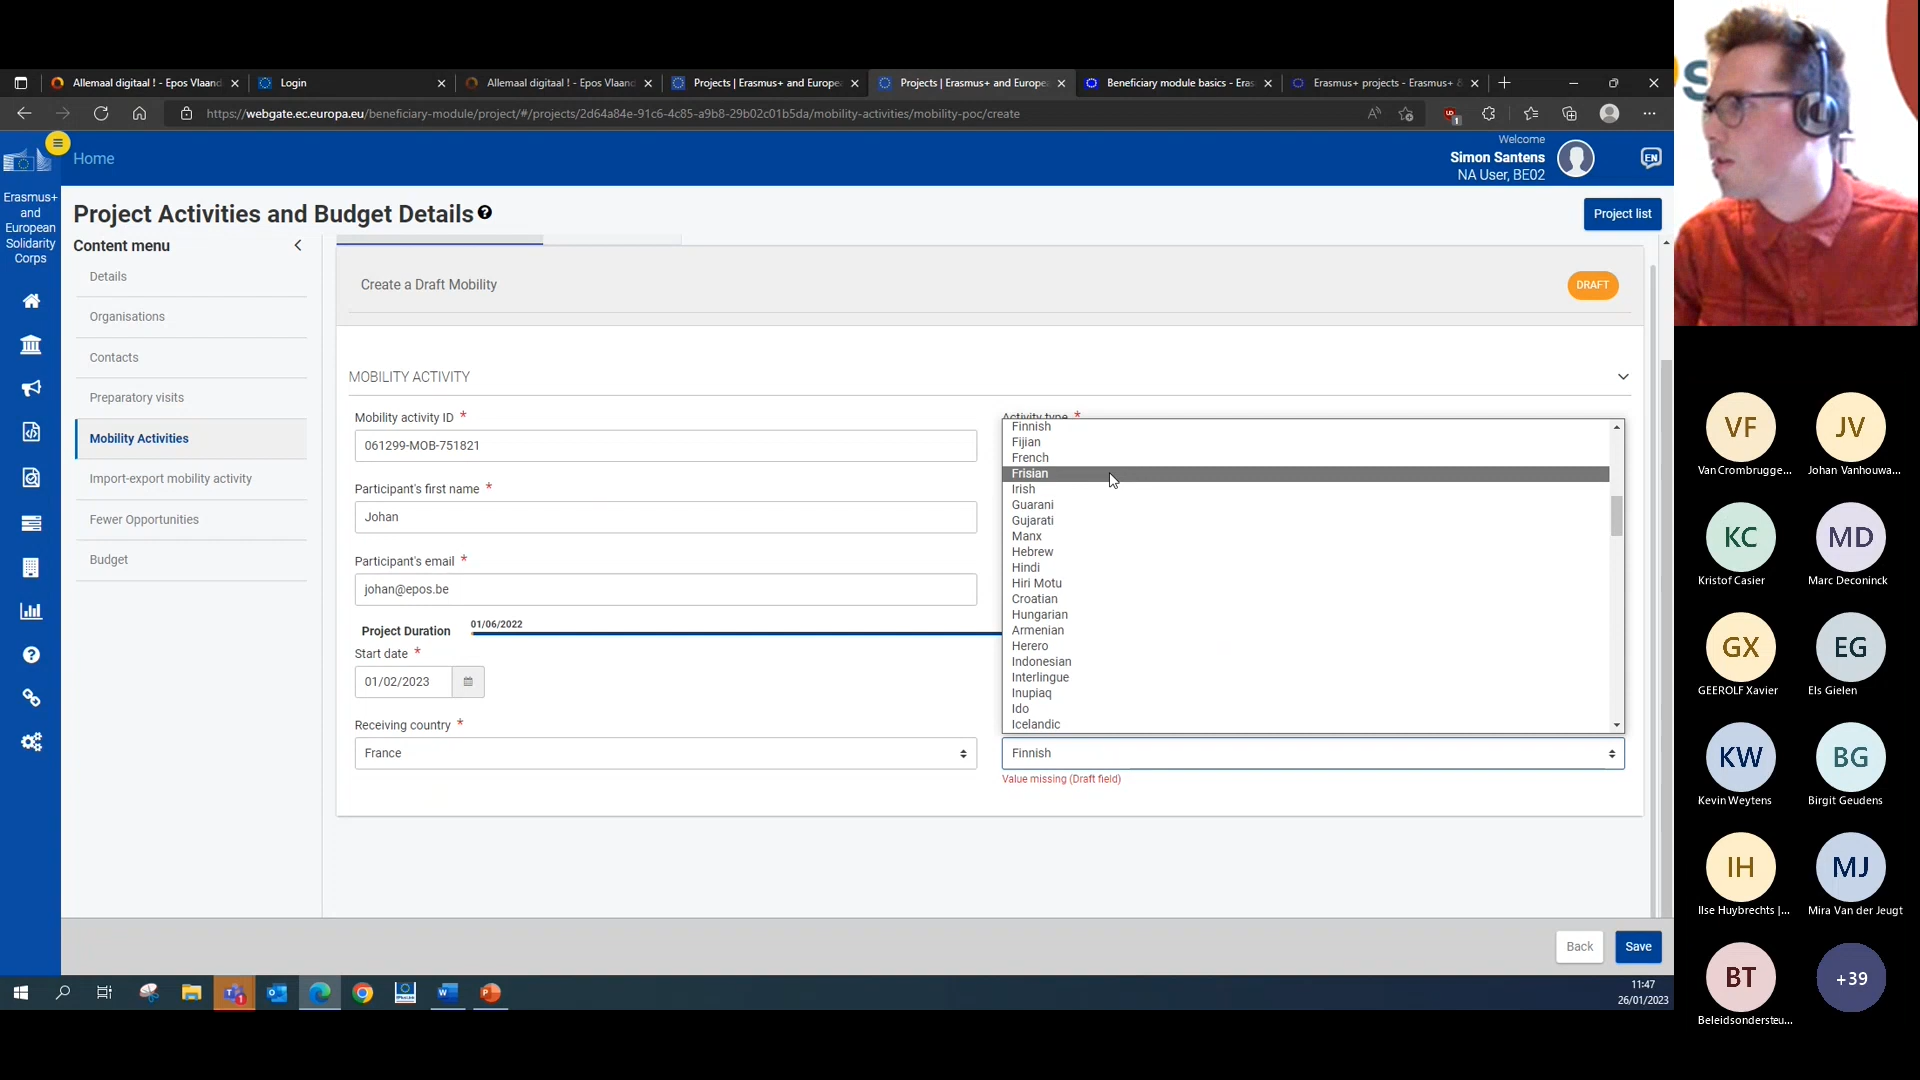 Allemaal digitaal ! - Epos Vlaand
Login
Allemaal digitaal ! - Epos Vlaand
Projects | Erasmus+ and Europe
Projects | Erasmus+ and Europe
Beneficiary module basics - Eras
Erasmus+ projects - Erasmus+ &
https://webgate.ec.europa.eu/beneficiary-module/project/#/projects/2d64a84e-91c6-4c85-a9b8-29b02c01b5da/mobility-activities/mobility-poc/create
1
Home
Welcome
Simon Santens
NA User, BE02
EN
Erasmus+
and
European
Solidarity
Corps
Project Activities and Budget Details
Project list
Content menu
Details
Organisations
Contacts
Preparatory visits
Mobility Activities
Import-export mobility activity
Fewer Opportunities
Budget
Create a Draft Mobility
DRAFT
MOBILITY ACTIVITY
Mobility activity ID *
061299-MOB-751821
Participant's first name *
Johan
Participant's email *
johan@epos.be
Project Duration
01/06/2022
Start date *
01/02/2023
Receiving country *
France
Activity type *
Finnish
Fijian
French
Frisian
Irish
Guarani
Gujarati
Manx
Hebrew
Hindi
Hiri Motu
Croatian
Hungarian
Armenian
Herero
Indonesian
Interlingue
Inupiaq
Ido
Icelandic
Finnish
Value missing (Draft field)
Back
Save
11:47
26/01/2023
VF
Van Crombrugge...
JV
Johan Vanhouwa...
KC
Kristof Casier
MD
Marc Deconinck
GX
GEEROLF Xavier
EG
Els Gielen
KW
Kevin Weytens
BG
Birgit Geudens
IH
Ilse Huybrechts |...
MJ
Mira Van der Jeugt
BT
Beleidsondersteu...
+39